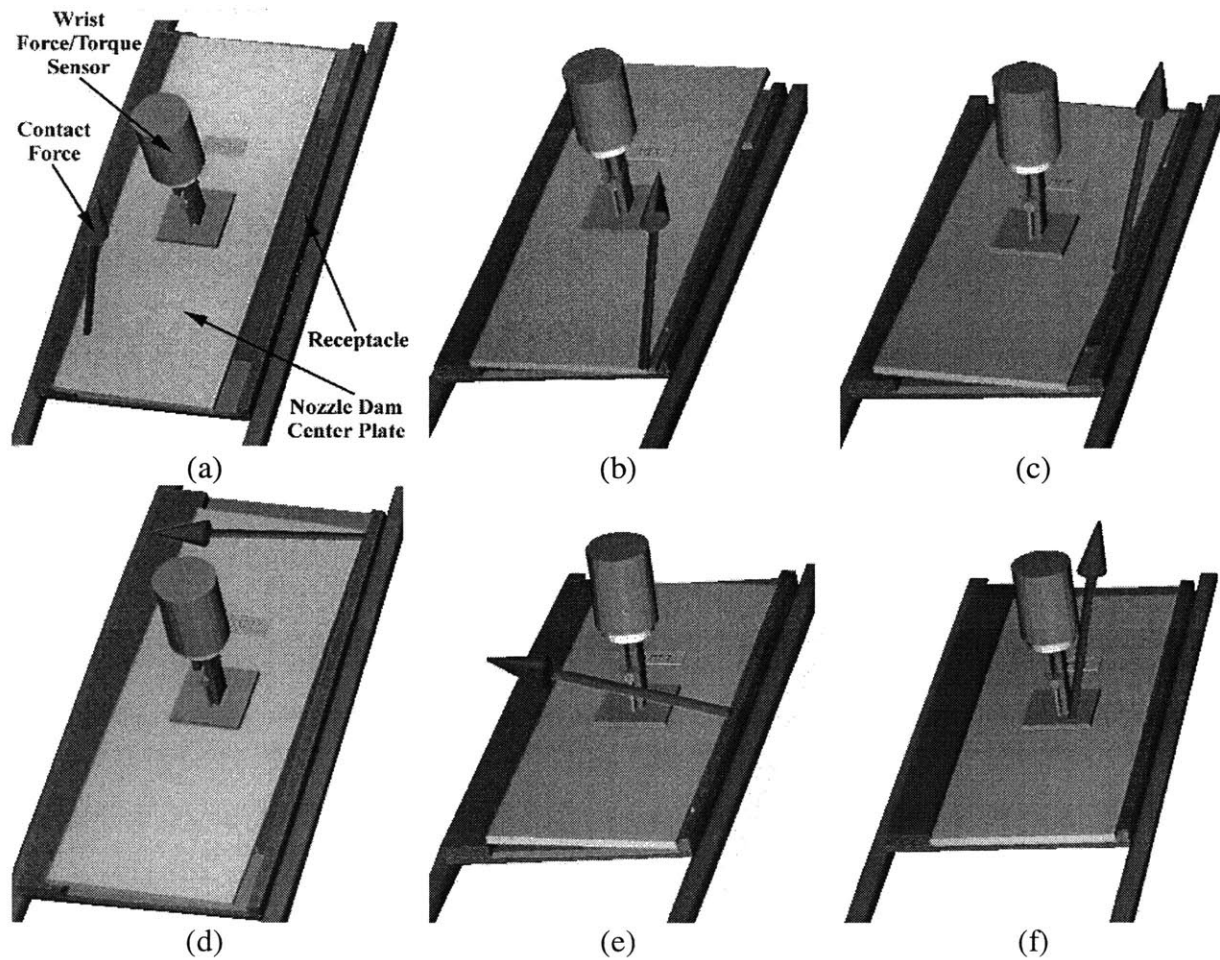 Wrist
Force/Torque
Sensor
Contact
Force
Receptacle
Nozzle Dam
Center Plate
(a)
(b)
(c)
(d)
(e)
(f)